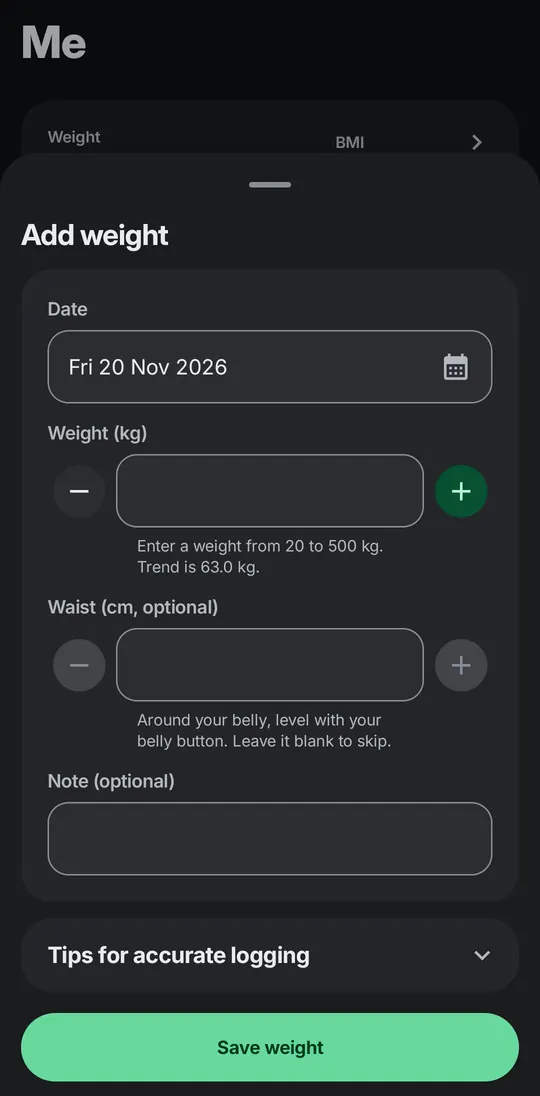 Me
Weight
BMI
Add weight
Date
Fri 20 Nov 2026
Weight (kg)
Enter a weight from 20 to 500 kg.
Trend is 63.0 kg.
Waist (cm, optional)
Around your belly, level with your
belly button. Leave it blank to skip.
Note (optional)
Tips for accurate logging
Save weight